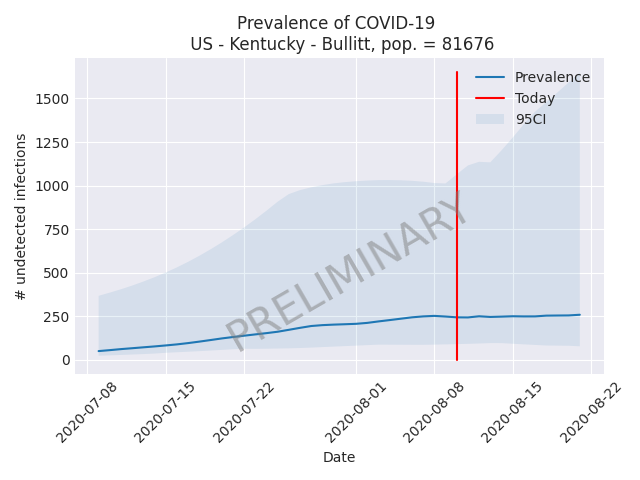 Prevalence of COVID-19
US - Kentucky - Bullitt, pop. = 81676
Prevalence
Today
95CI
1500
1250
1000
750
500
250
0
# undetected infections
PRELIMINARY
2020-07-08
2020-07-15
2020-07-22
2020-08-01
2020-08-08
2020-08-15
2020-08-22
Date